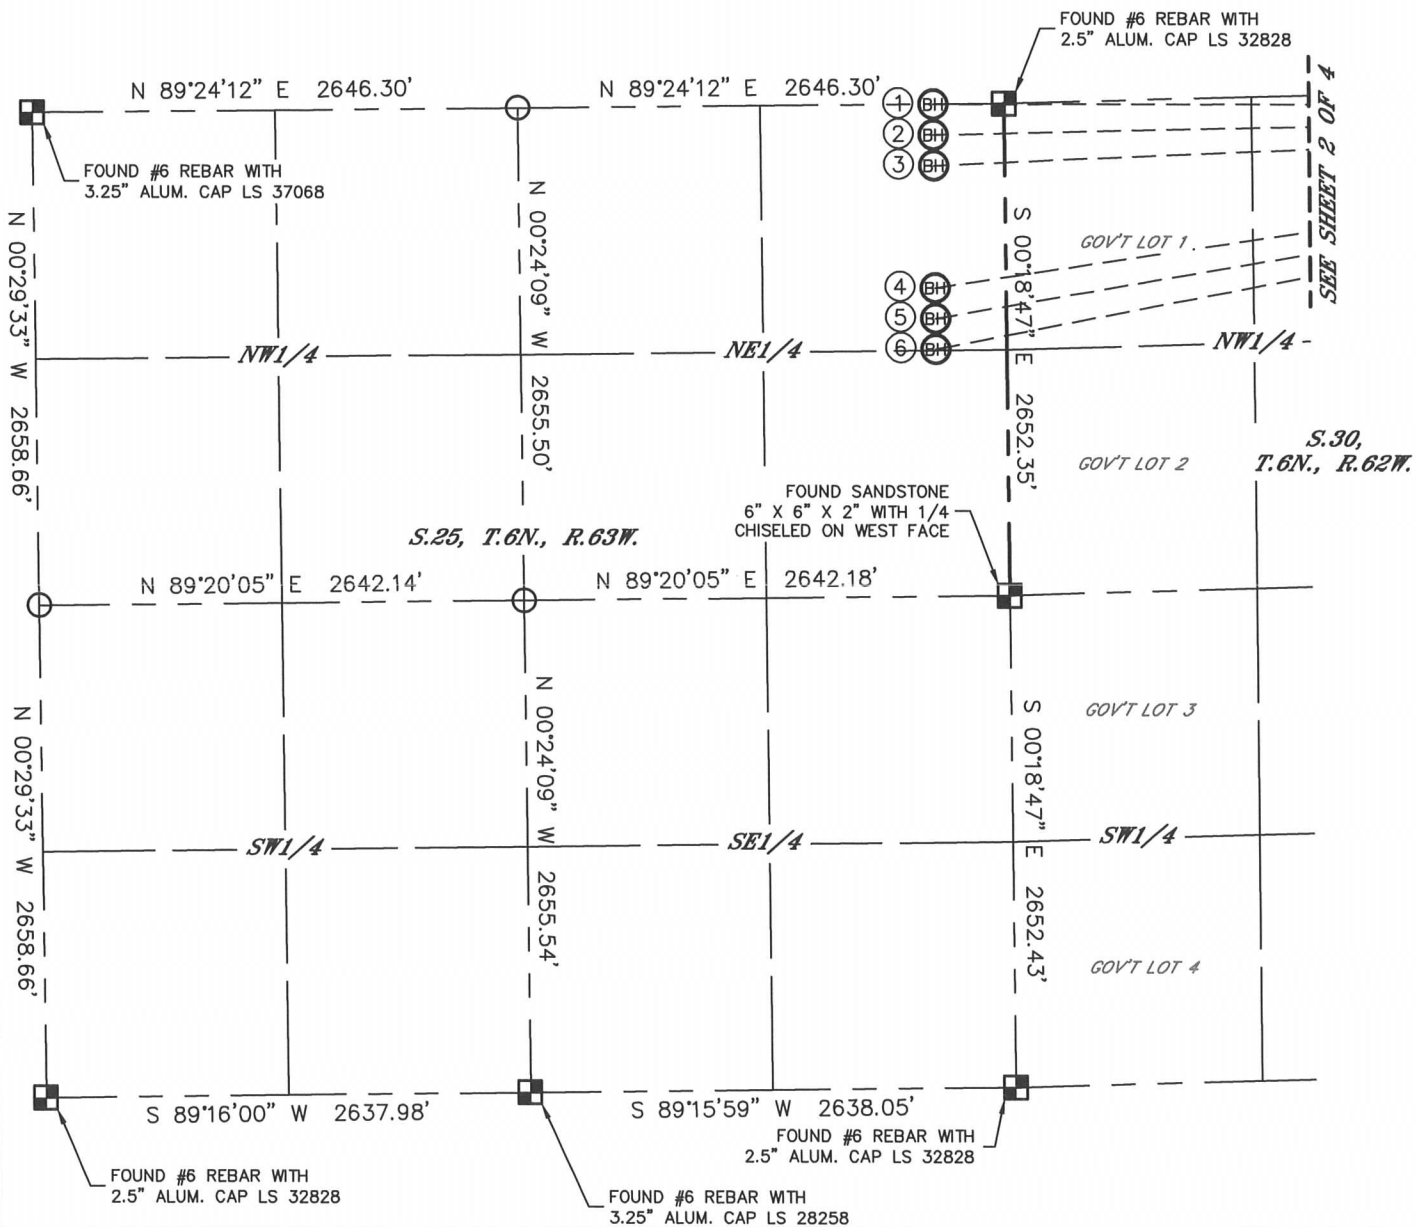 FOUND #6 REBAR WITH
2.5" ALUM. CAP LS 32828
N 89°24'12" E 2646.30'
N 89°24'12" E 2646.30'
1 BH
2 BH
3 BH
SEE SHEET 2 OF 4
FOUND #6 REBAR WITH
3.25" ALUM. CAP LS 37068
N 00°29'33" W 2658.66'
N 00°24'09" W 2655.50'
S 00°18'47" E 2652.35'
GOV'T LOT 1
4 BH
5 BH
6 BH
NW1/4
NE1/4
NW1/4
S.30,
T.6N., R.62W.
GOV'T LOT 2
FOUND SANDSTONE
6" X 6" X 2" WITH 1/4
CHISELED ON WEST FACE
S.25, T.6N., R.63W.
N 89°20'05" E 2642.14'
N 89°20'05" E 2642.18'
N 00°29'33" W 2658.66'
N 00°24'09" W 2655.54'
S 00°18'47" E 2652.43'
GOV'T LOT 3
SW1/4
SE1/4
SW1/4
GOV'T LOT 4
S 89°16'00" W 2637.98'
S 89°15'59" W 2638.05'
FOUND #6 REBAR WITH
2.5" ALUM. CAP LS 32828
FOUND #6 REBAR WITH
2.5" ALUM. CAP LS 32828
FOUND #6 REBAR WITH
3.25" ALUM. CAP LS 28258